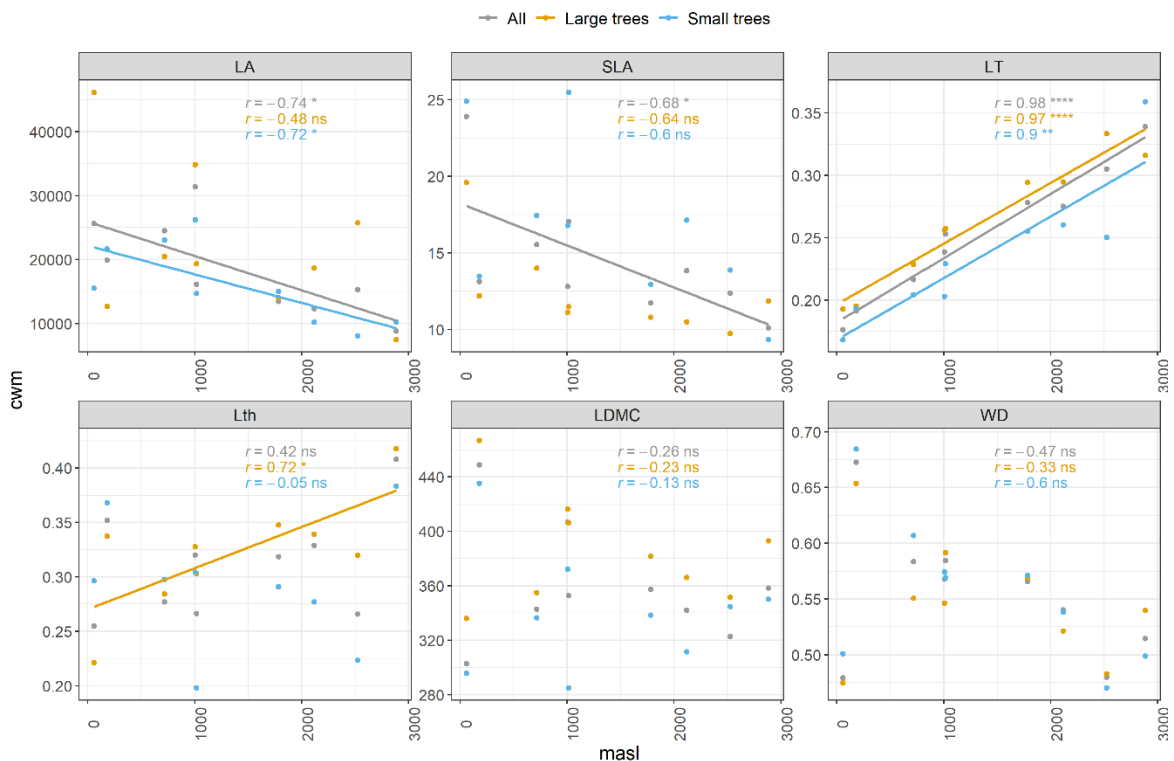 All Large trees Small trees
LA SLA LT
r = −0.74 *
r = −0.48 ns
r = −0.72 *
r = −0.68 *
r = −0.64 ns
r = −0.6 ns
r = 0.98 ****
r = 0.97 ****
r = 0.9 **
40000
30000
20000
10000
25
20
15
10
0.35
0.30
0.25
0.20
0 1000 2000 3000
0 1000 2000 3000
0 1000 2000 3000
cwm
Lth LDMC WD
r 0.42 ns
r 0.72 *
r = −0.05 ns
r = −0.26 ns
r = −0.23 ns
r = −0.13 ns
r = −0.47 ns
r = −0.33 ns
r = −0.6 ns
0.40
0.35
0.30
0.25
0.20
440
400
360
320
280
0.70
0.65
0.60
0.55
0.50
0 1000 2000 3000
0 1000 2000 3000
0 1000 2000 3000
masl